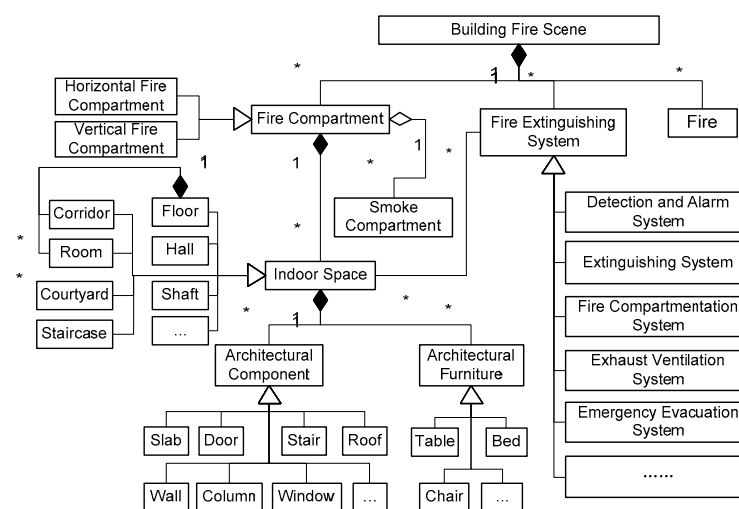 Building Fire Scene
*
1
*
*
Horizontal Fire
Compartment
Vertical Fire
Compartment
Fire Compartment
Fire Extinguishing
System
Fire
1
*
1
*
1
Smoke
Compartment
Detection and Alarm
System
Corridor
Floor
Room
Hall
*
*
*
Extinguishing System
Indoor Space
Courtyard
Shaft
Staircase
...
Fire Compartmentation
System
*
1
*
*
Architectural
Component
Architectural
Furniture
Exhaust Ventilation
System
Emergency Evacuation
System
Slab
Door
Stair
Roof
Table
Bed
Wall
Column
Window
...
Chair
...
......